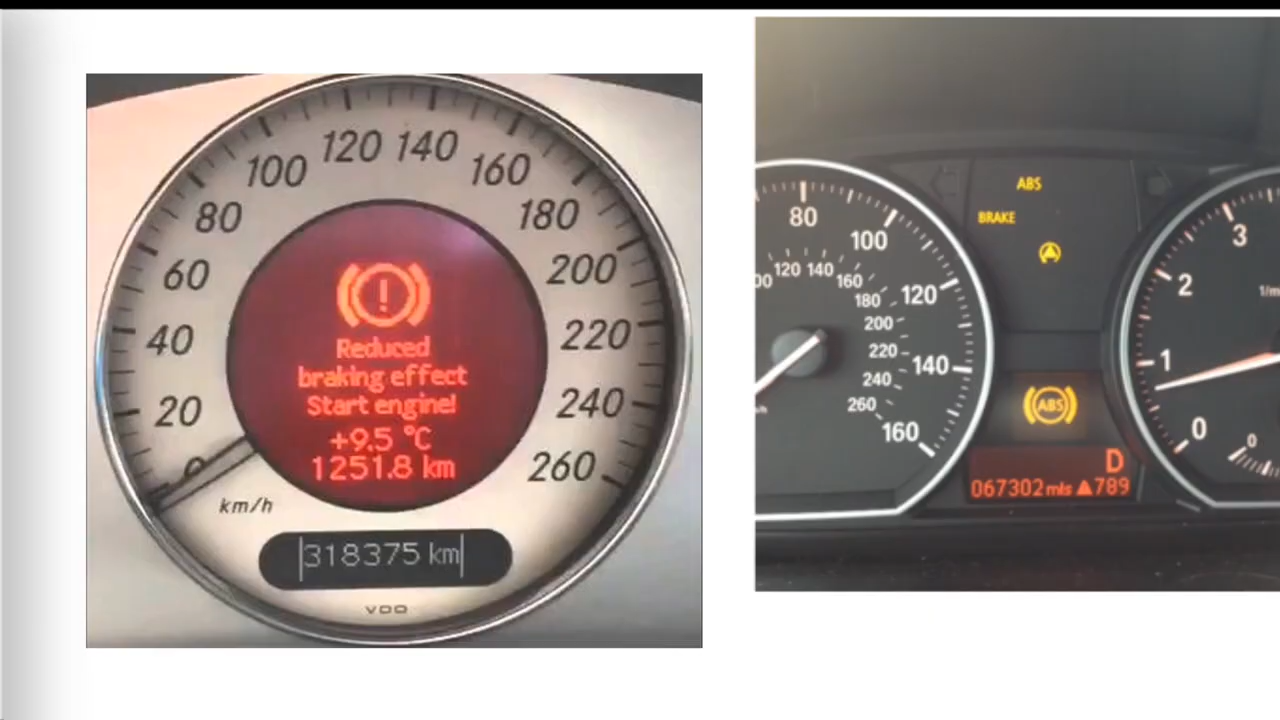 120 140
100 160
80 180
60 200
40 220
20 240
0 260
Reduced
braking effect
Start engine!
+9.5 °C
1251.8 km
km/h
318375 km
VDO
ABS
BRAKE
80
100
120
140
160
120 140
160
180
200
220
240
260
ABS
D
067302 mls ▲789
3
2
1
0
0
1/m